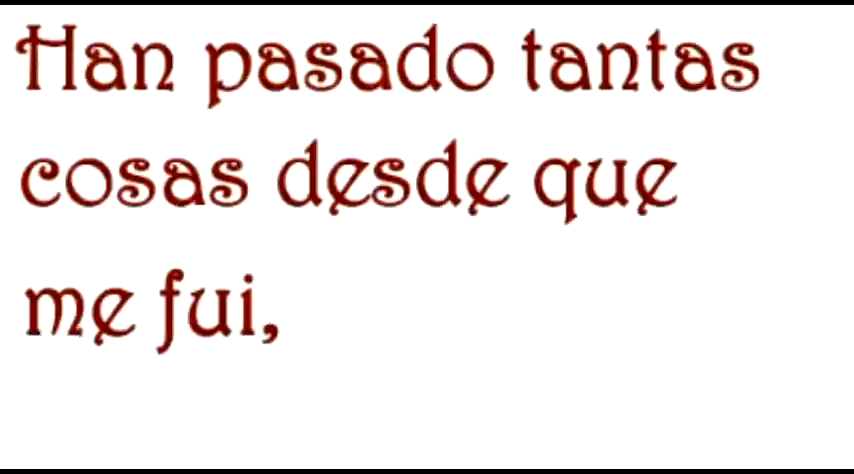 Han pasado tantas
cosas desde que
me fui,